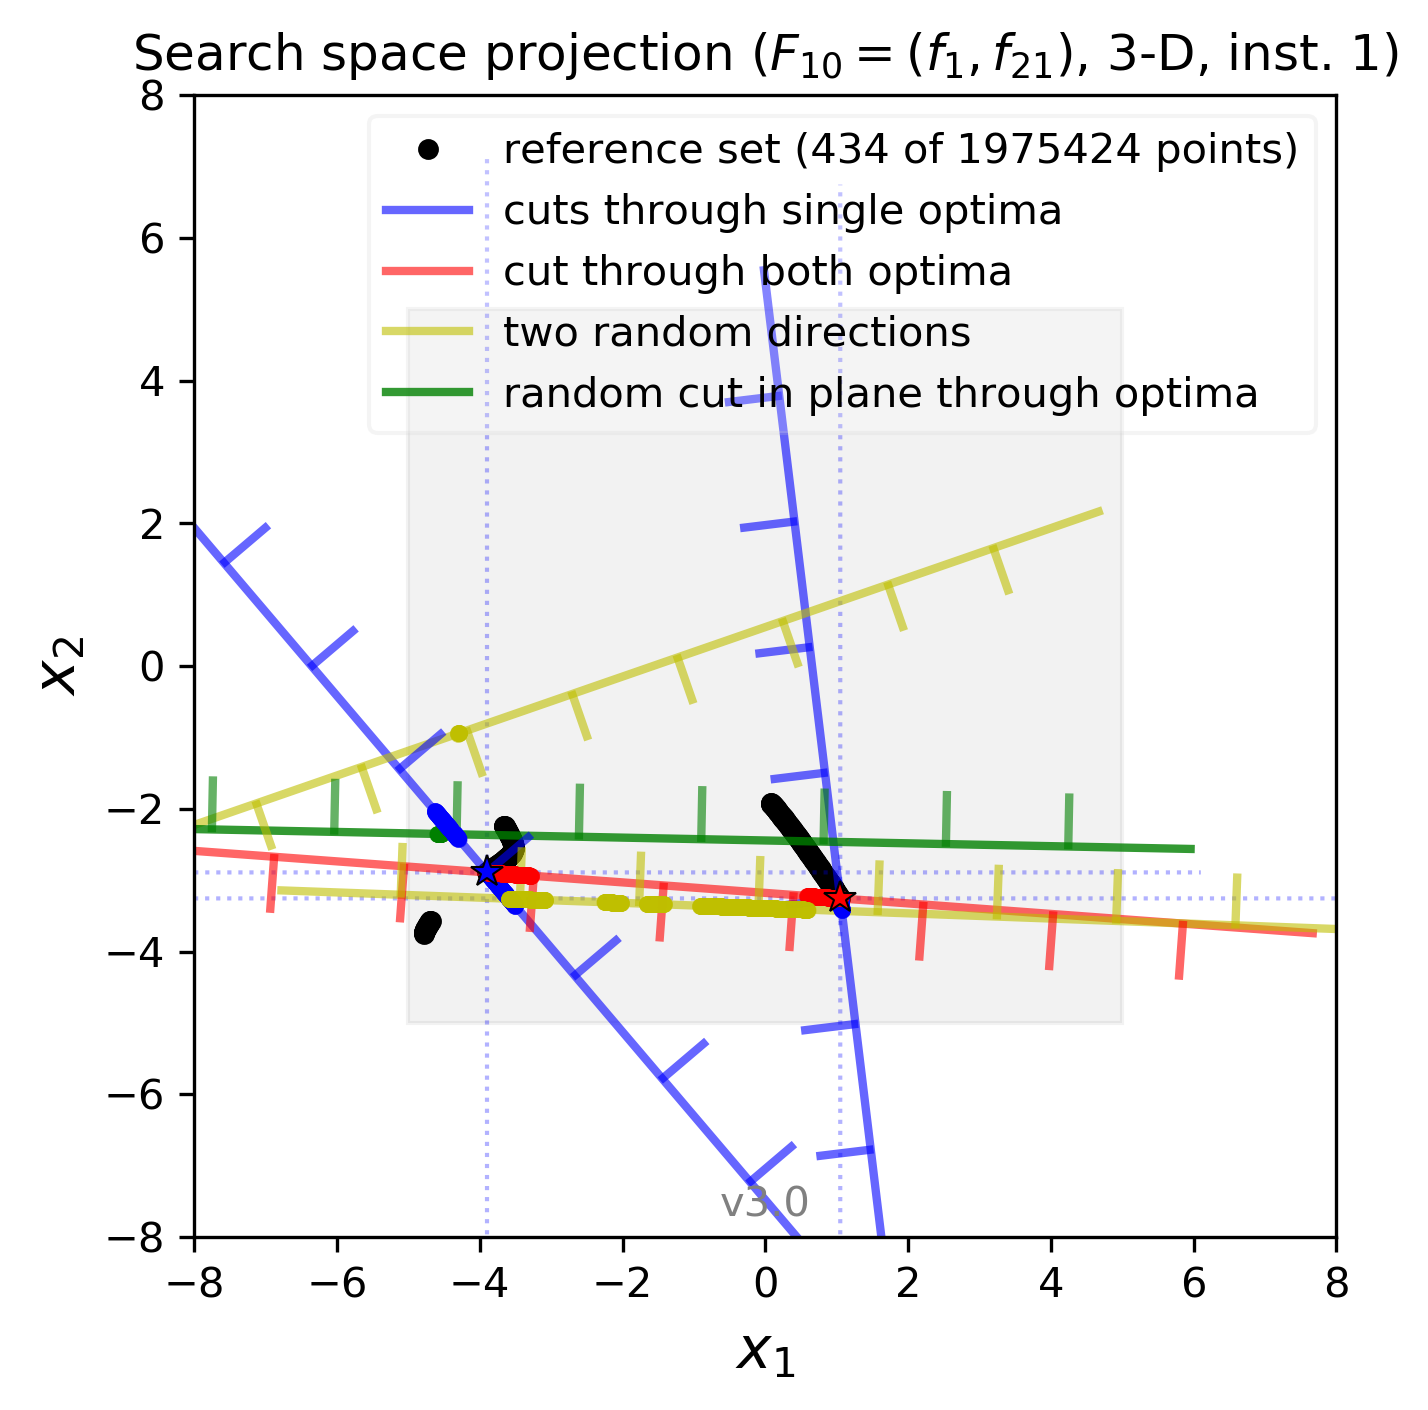 Search space projection (F₁₀ = (f₁, f₂₁), 3-D, inst. 1)
reference set (434 of 1975424 points)
cuts through single optima
cut through both optima
two random directions
random cut in plane through optima
8
6
4
2
0
−2
−4
−6
−8
x₂
v3.0
−8 −6 −4 −2 0 2 4 6 8
x₁